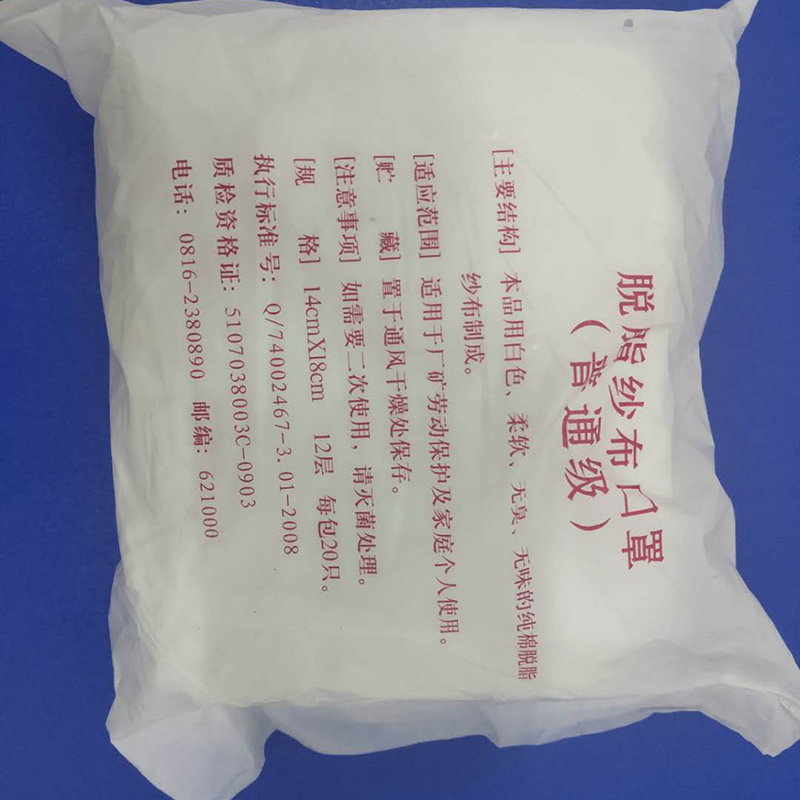 脱脂纱布口罩
（普通级）
[主要结构] 本品用白色、柔软、无臭、无味的纯棉脱脂
纱布制成。
[适应范围] 适用于厂矿劳动保护及家庭个人使用。
[贮 藏] 置于通风干燥处保存。
[注意事项] 如需要二次使用，请灭菌处理。
[规 格] 14cmX18cm 12层 每包20只。
执行标准号：Q/74002467-3.01-2008
质检资格证：5107038003C-0903
电话：0816-2380890 邮编：621000